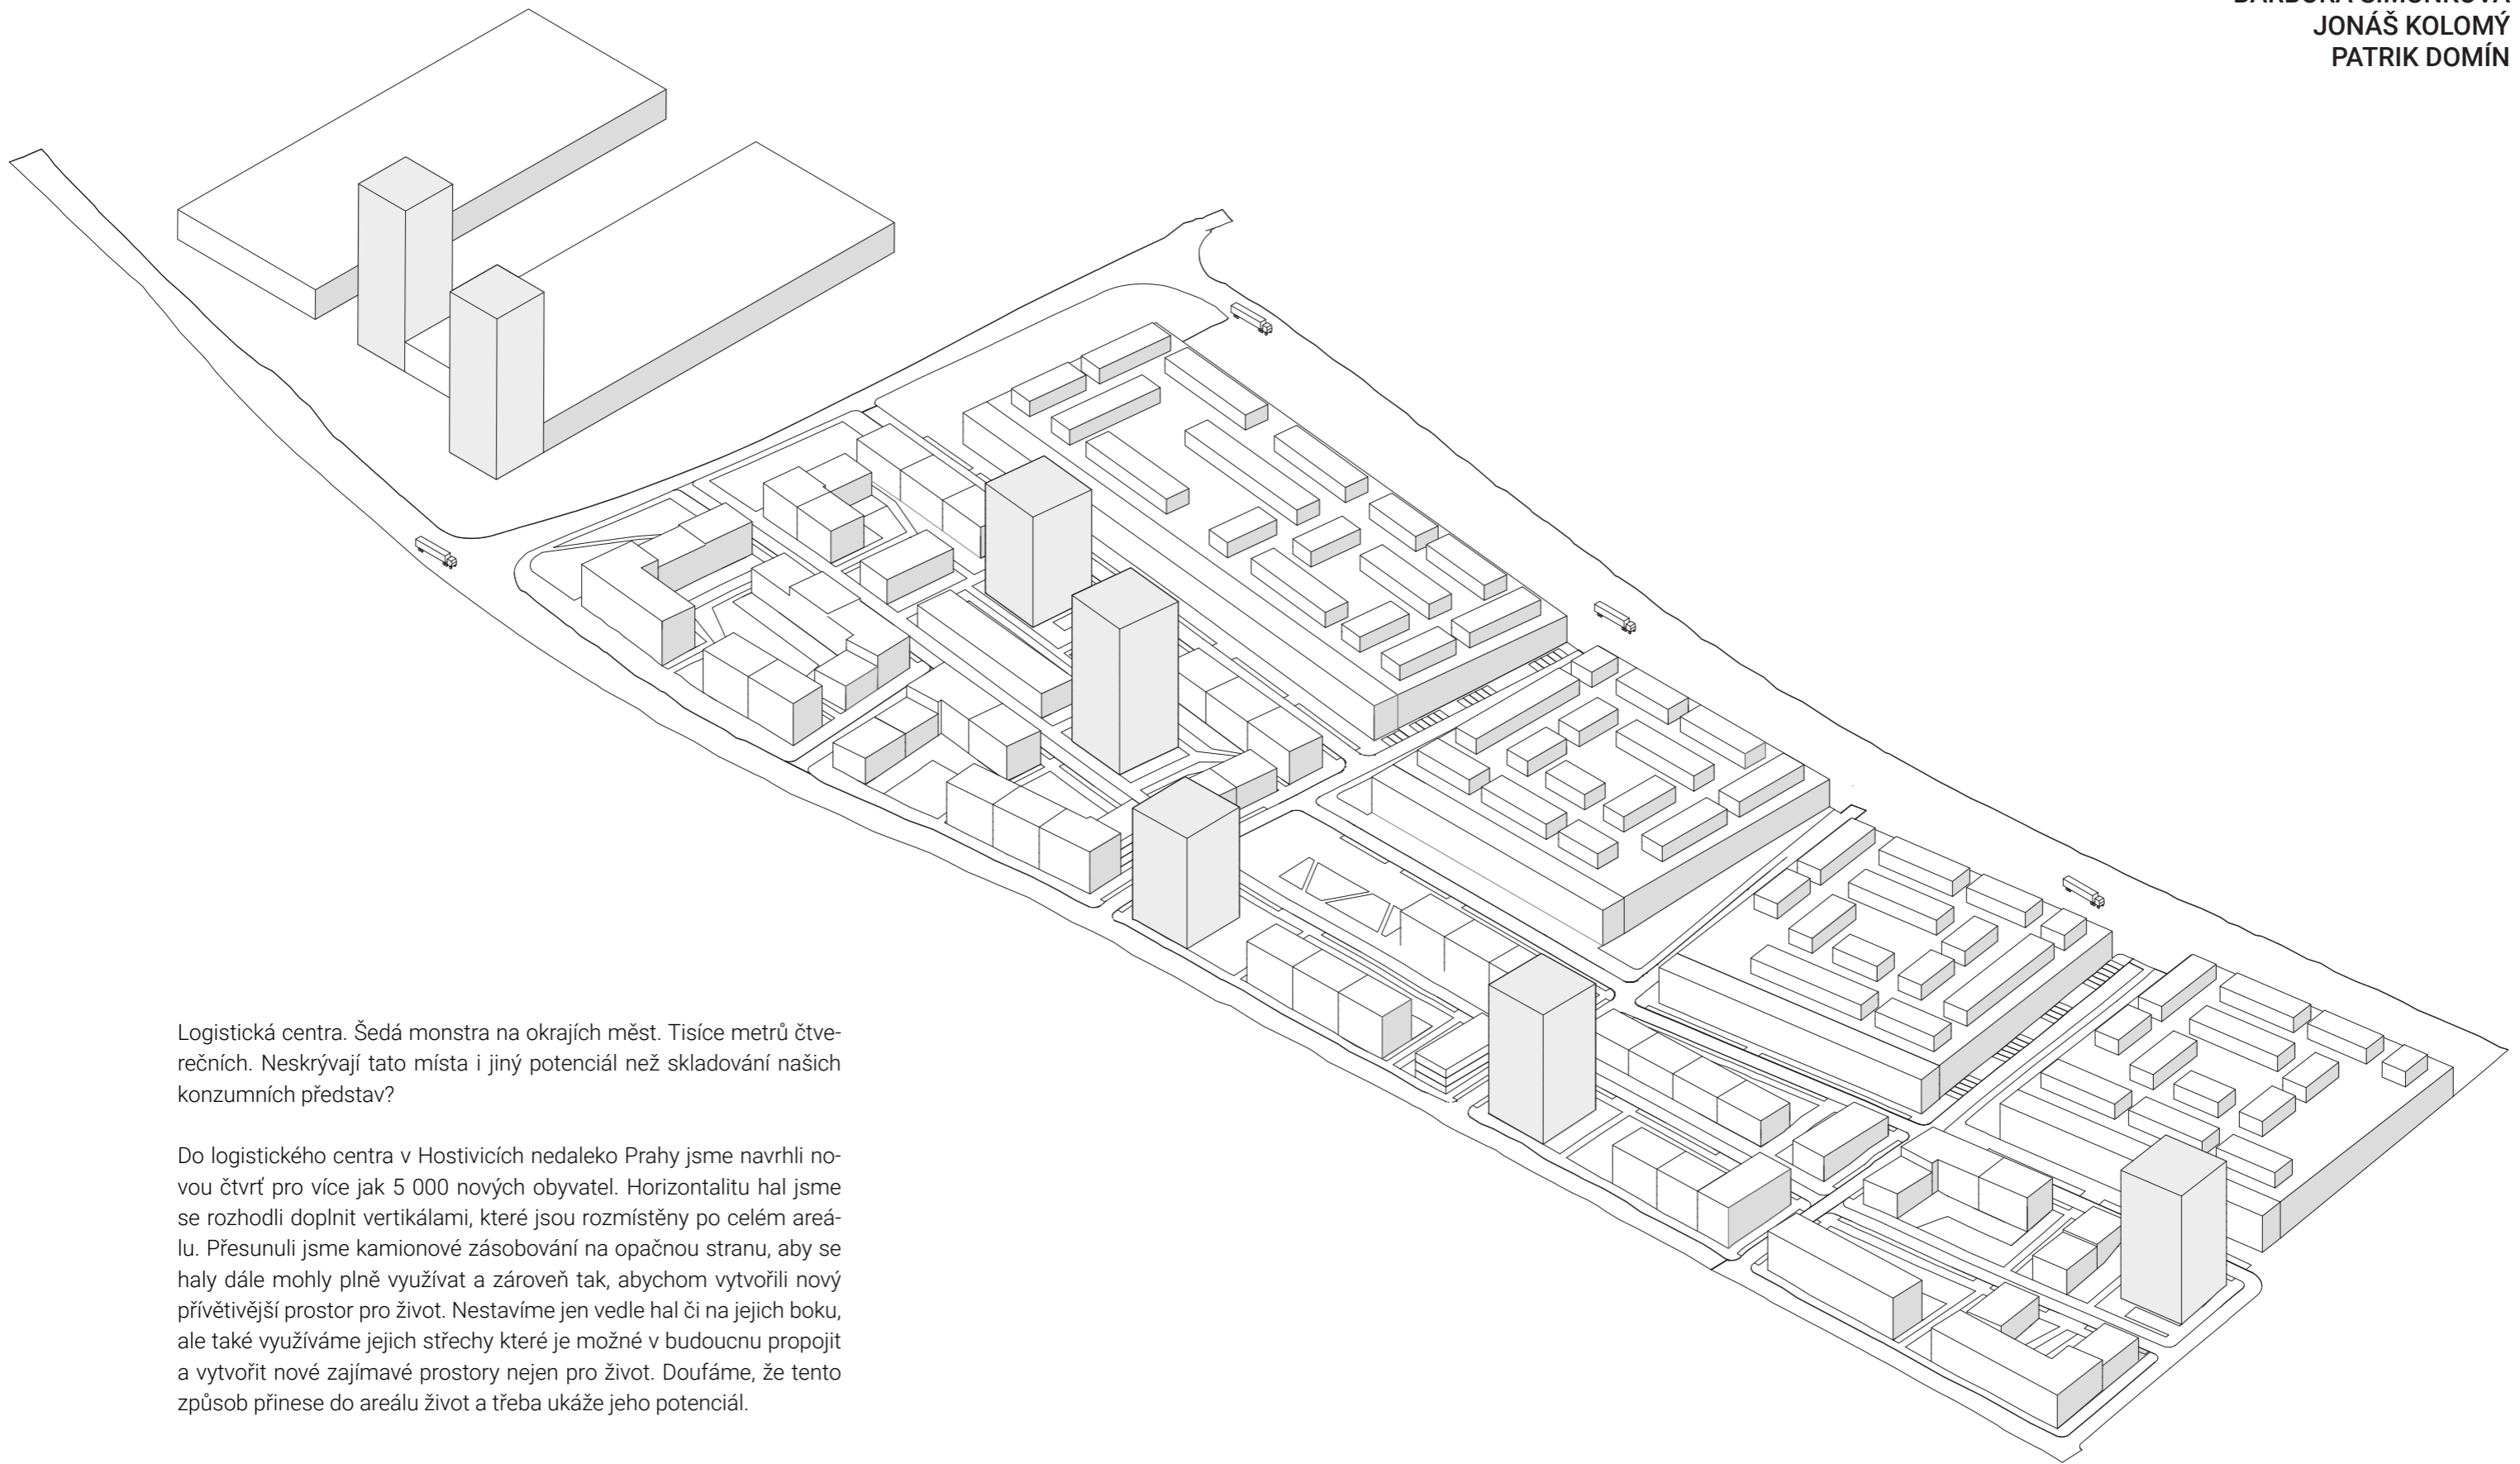 JONÁŠ KOLOMÝ
PATRIK DOMÍN
Logistická centra. Šedá monstra na okrajích měst. Tisíce metrů čtve-
rečních. Neskrývají tato místa i jiný potenciál než skladování našich
konzumních představ?
Do logistického centra v Hostivicích nedaleko Prahy jsme navrhli no-
vou čtvrť pro více jak 5 000 nových obyvatel. Horizontalitu hal jsme
se rozhodli doplnit vertikálami, které jsou rozmístěny po celém areá-
lu. Přesunuli jsme kamionové zásobování na opačnou stranu, aby se
haly dále mohly plně využívat a zároveň tak, abychom vytvořili nový
přívětivější prostor pro život. Nestavíme jen vedle hal či na jejich boku,
ale také využíváme jejich střechy které je možné v budoucnu propojit
a vytvořit nové zajímavé prostory nejen pro život. Doufáme, že tento
způsob přinese do areálu život a třeba ukáže jeho potenciál.